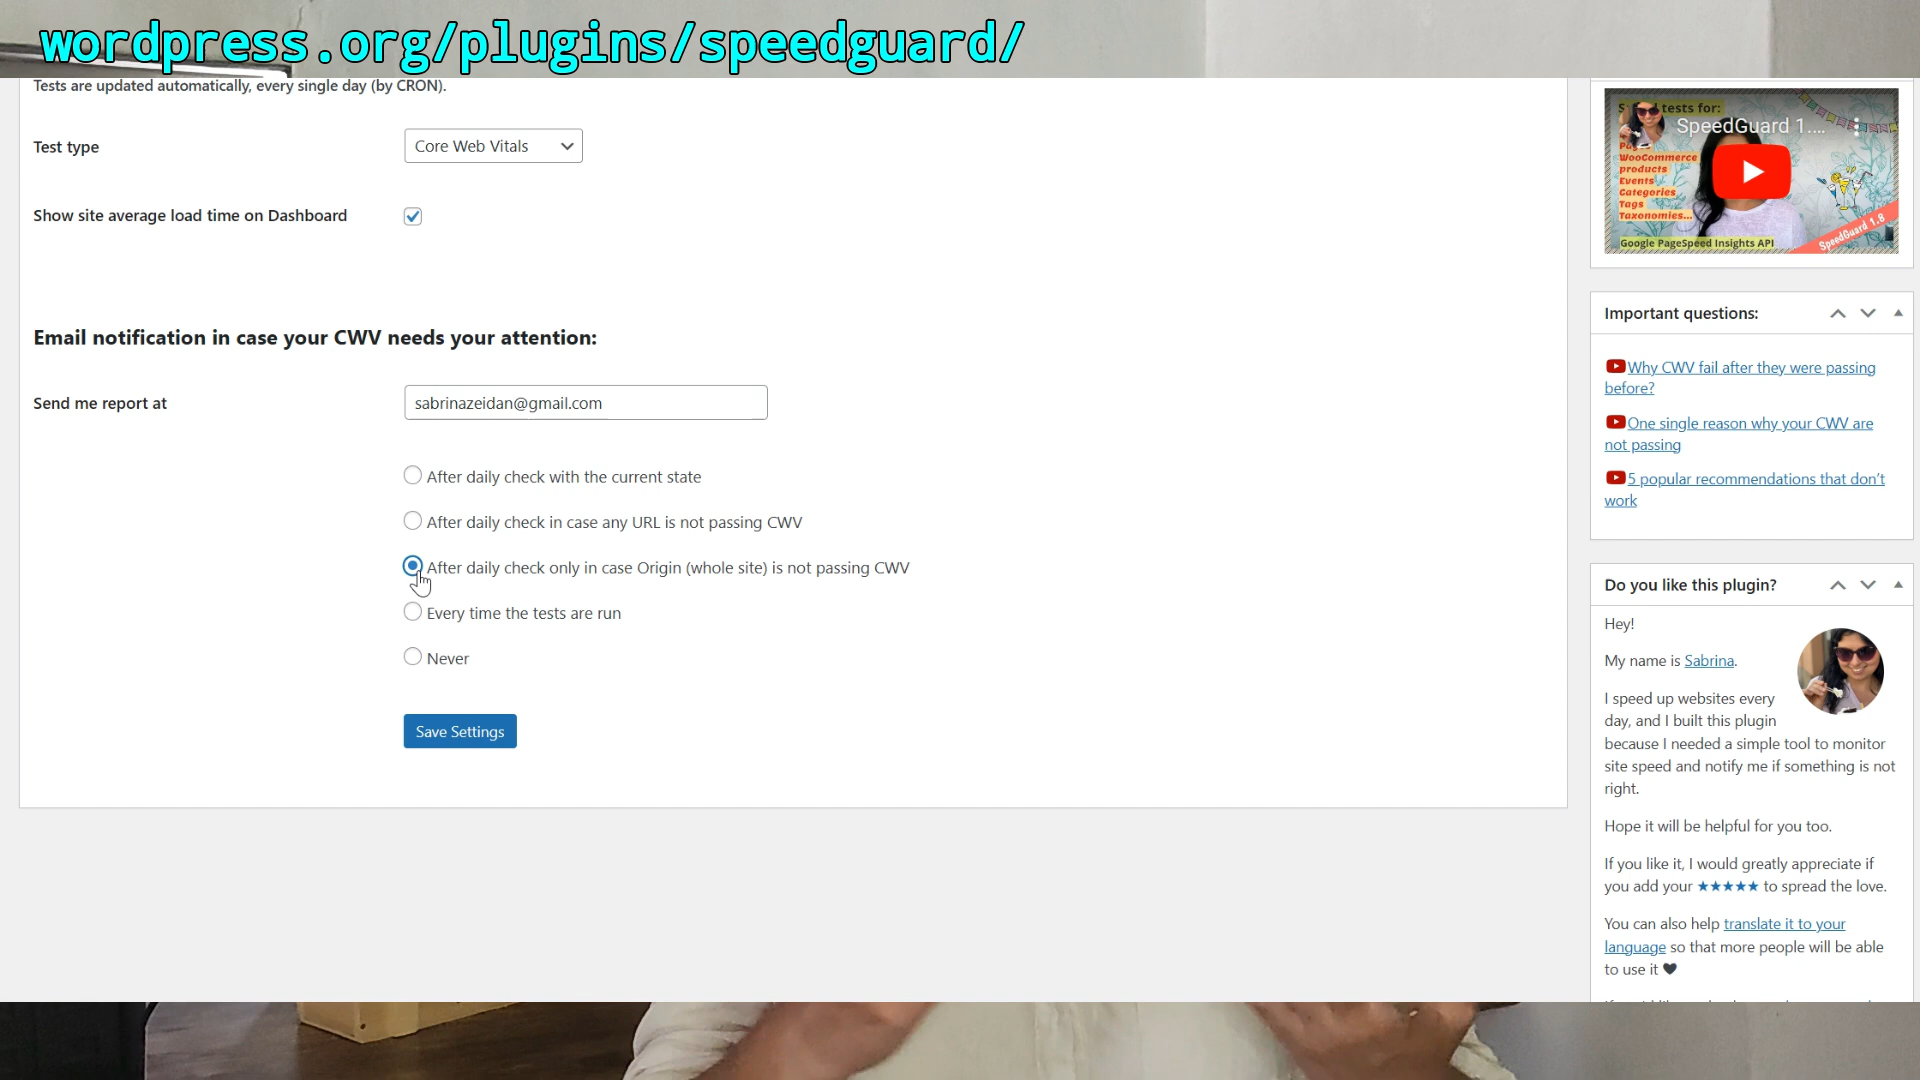 wordpress.org/plugins/speedguard/
Tests are updated automatically, every single day (by CRON).
Test type
Core Web Vitals
Show site average load time on Dashboard
Email notification in case your CWV needs your attention:
Send me report at
sabrinazeidan@gmail.com
After daily check with the current state
After daily check in case any URL is not passing CWV
After daily check only in case Origin (whole site) is not passing CWV
Every time the tests are run
Never
Save Settings
tests for:
SpeedGuard 1....
WooCommerce
products
Events
Categories
Tags
Taxonomies...
Google PageSpeed Insights API
SpeedGuard 1.8
Important questions:
Why CWV fail after they were passing
before?
One single reason why your CWV are
not passing
5 popular recommendations that don't
work
Do you like this plugin?
Hey!
My name is Sabrina.
I speed up websites every
day, and I built this plugin
because I needed a simple tool to monitor
site speed and notify me if something is not
right.
Hope it will be helpful for you too.
If you like it, I would greatly appreciate if
you add your ★★★★★ to spread the love.
You can also help translate it to your
language so that more people will be able
to use it ♥